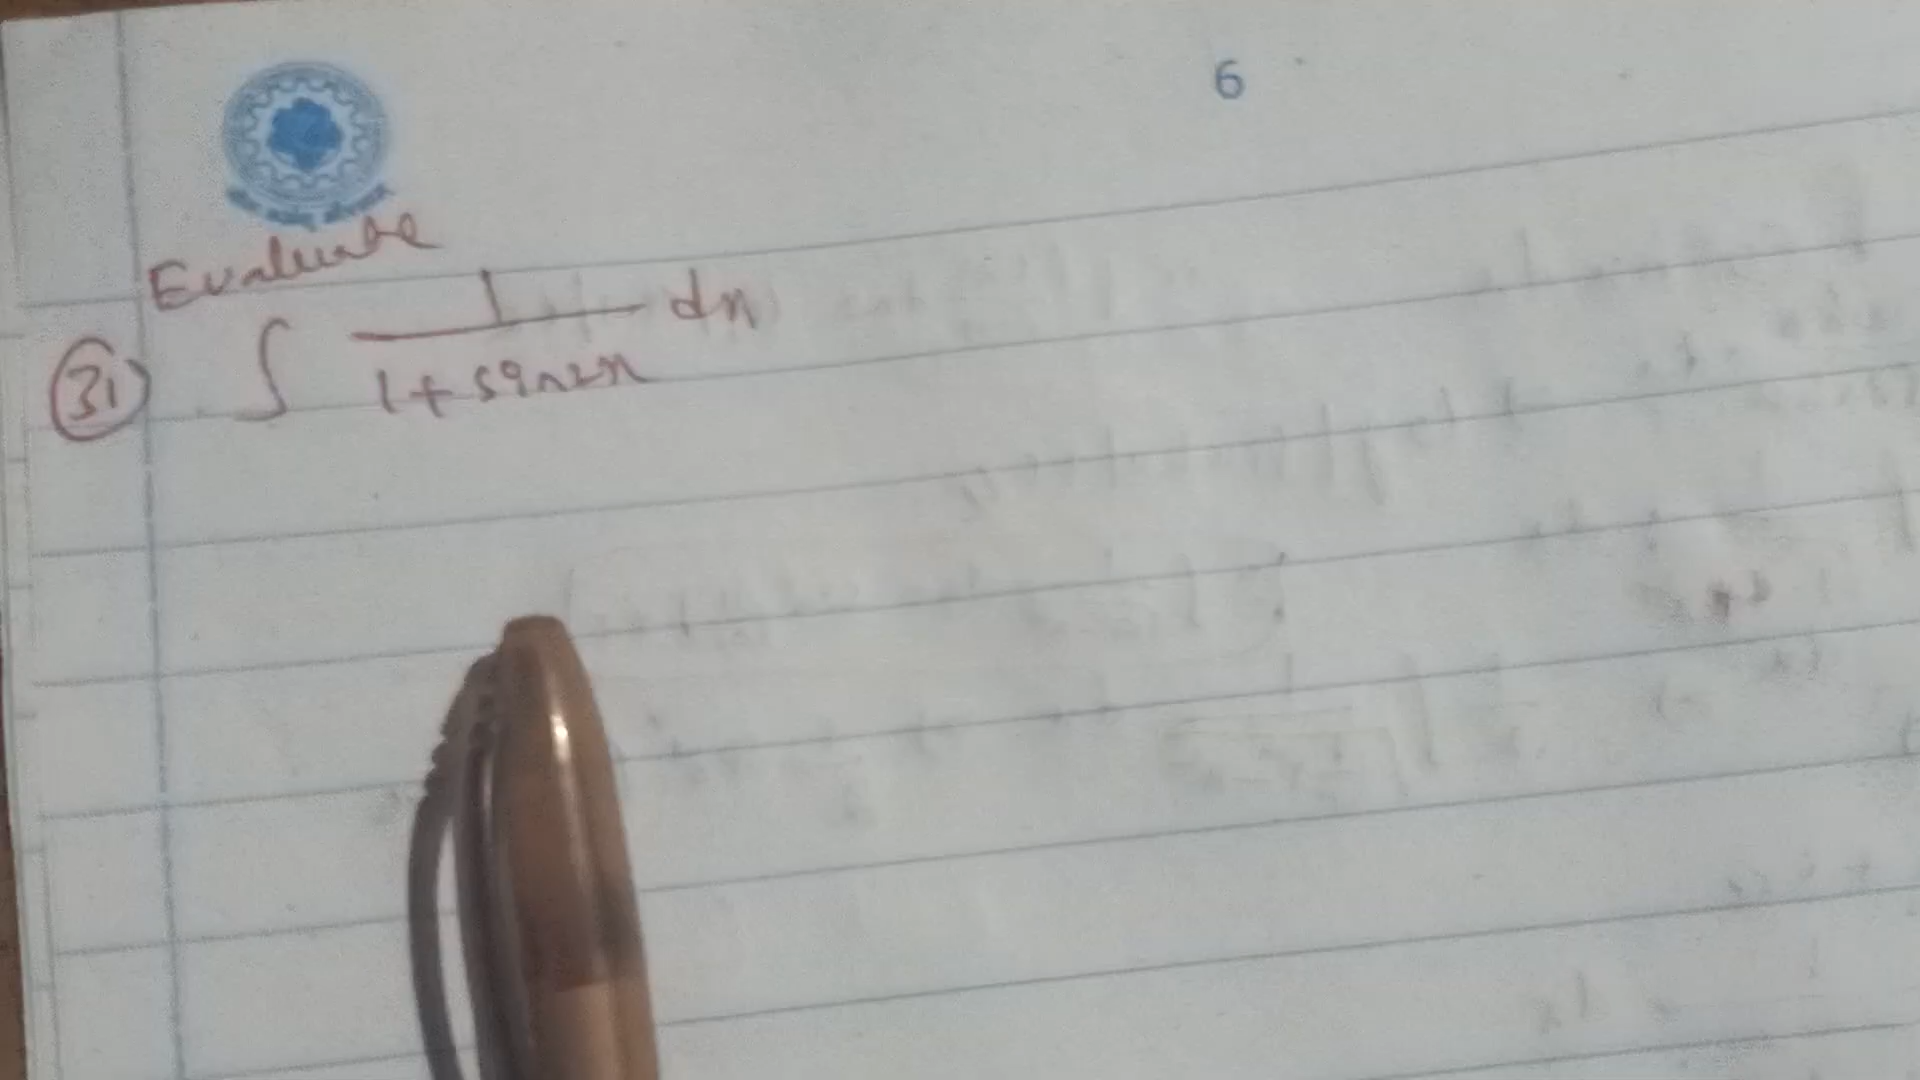 6
Evaluate
31 ∫ 1/(1+sin2x) dx